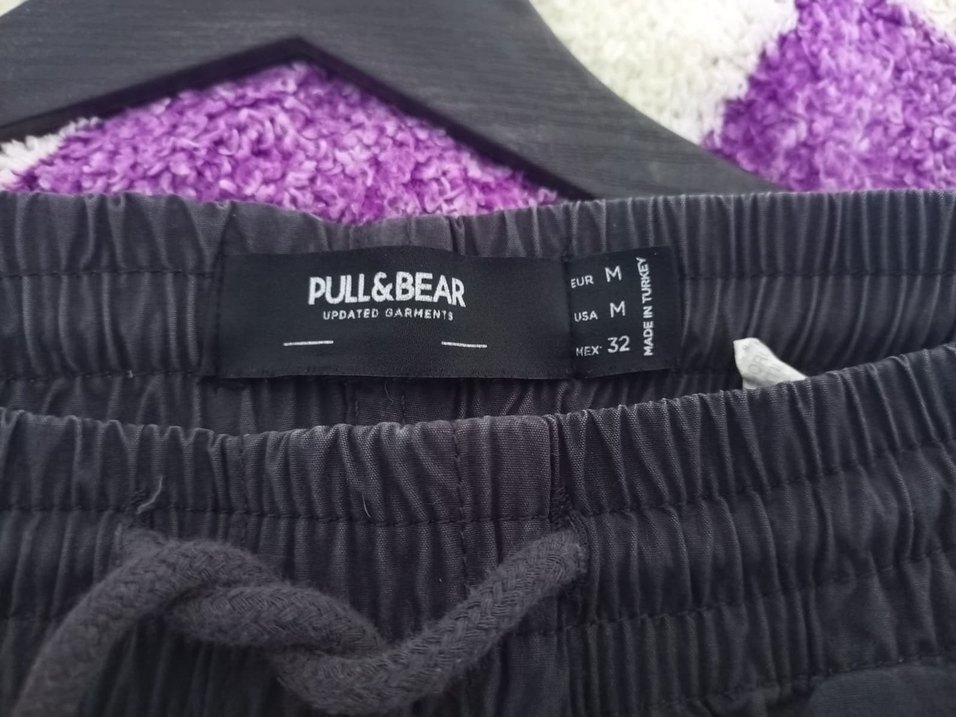 PULL&BEAR
UPDATED GARMENTS
EUR M
USA M
MEX 32
MADE IN TURKEY